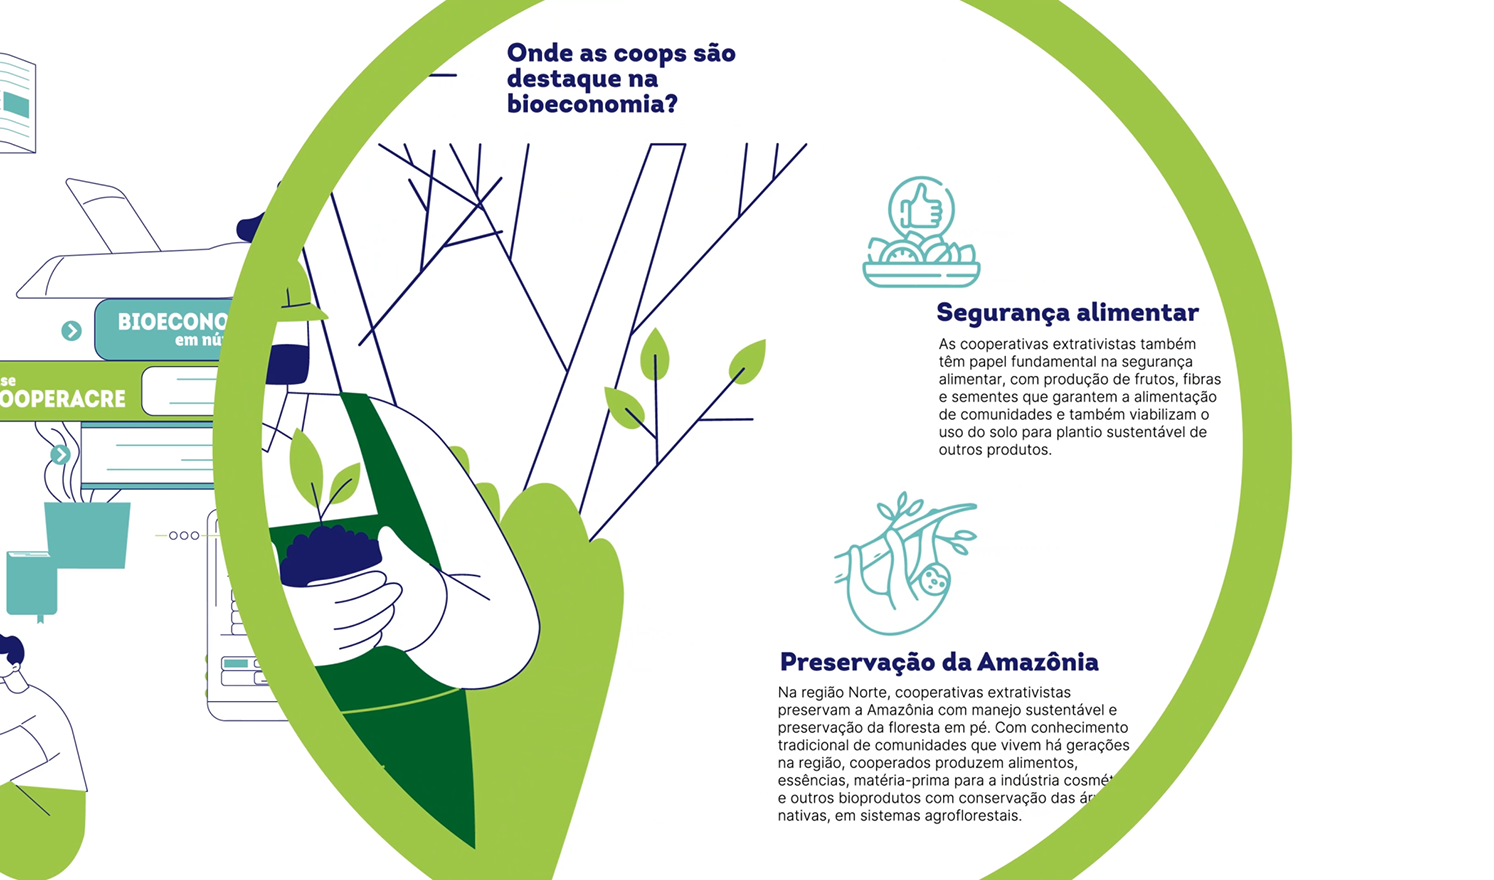 Onde as coops são
destaque na
bioeconomia?
BIOECONO
em nú
se
OOPERACRE
Segurança alimentar
As cooperativas extrativistas também
têm papel fundamental na segurança
alimentar, com produção de frutos, fibras
e sementes que garantem a alimentação
de comunidades e também viabilizam o
uso do solo para plantio sustentável de
outros produtos.
Preservação da Amazônia
Na região Norte, cooperativas extrativistas
preservam a Amazônia com manejo sustentável e
preservação da floresta em pé. Com conhecimento
tradicional de comunidades que vivem há gerações
na região, cooperados produzem alimentos,
essências, matéria-prima para a indústria cosmét
e outros bioprodutos com conservação das ár
nativas, em sistemas agroflorestais.